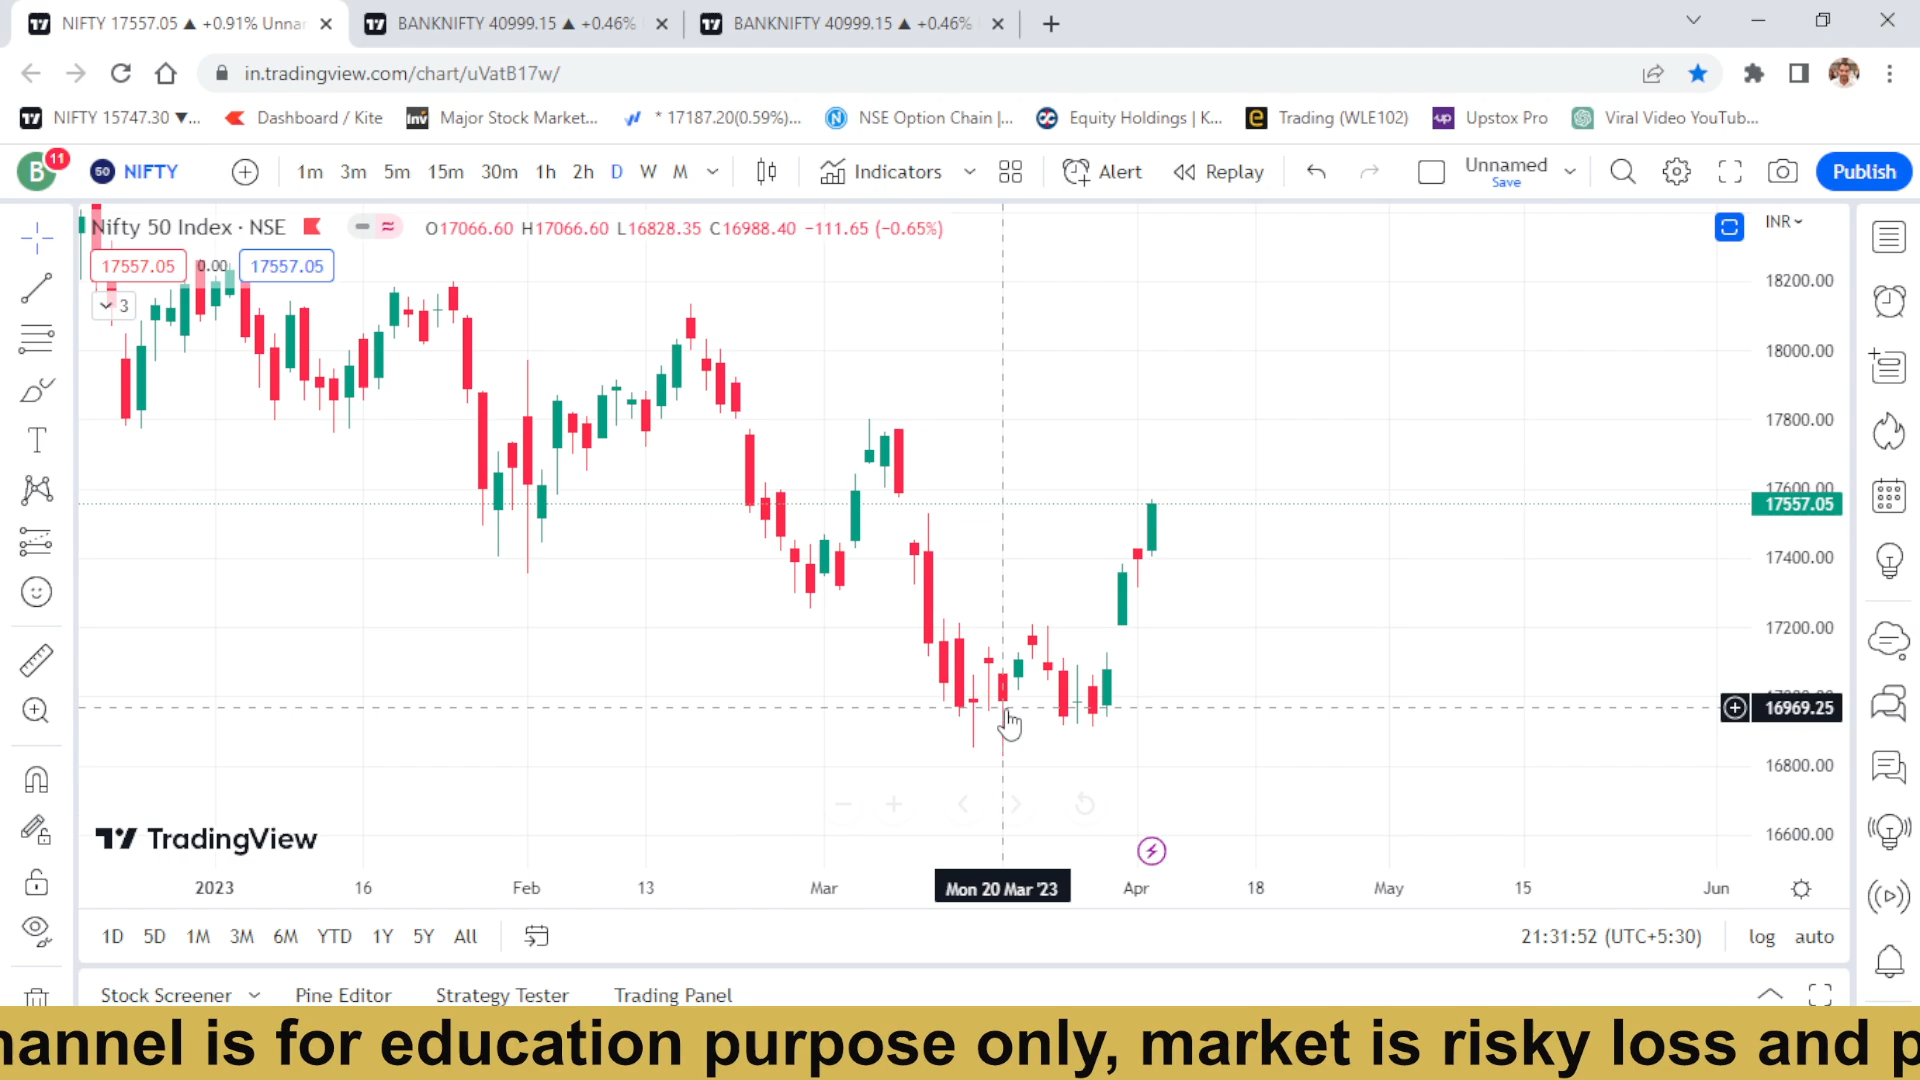 NIFTY 17557.05 ▲ +0.91% Unna
BANKNIFTY 40999.15 ▲ +0.46%
BANKNIFTY 40999.15 ▲ +0.46%
in.tradingview.com/chart/uVatB17w/
NIFTY 15747.30 ▼...
Dashboard / Kite
Inv
Major Stock Market...
* 17187.20(0.59%)...
NSE Option Chain |...
Equity Holdings | K...
Trading (WLE102)
up
Upstox Pro
Viral Video YouTub...
B
11
50
NIFTY
1m 3m 5m 15m 30m 1h 2h D W M
Indicators
Alert
Replay
Unnamed
Save
Publish
Nifty 50 Index · NSE
O17066.60 H17066.60 L16828.35 C16988.40 −111.65 (−0.65%)
INR
17557.05 0.00 17557.05
3
18200.00
18000.00
17800.00
17600.00
17557.05
17400.00
17200.00
16969.25
16800.00
16600.00
TradingView
2023 16 Feb 13 Mar Mon 20 Mar '23 Apr 18 May 15 Jun
1D 5D 1M 3M 6M YTD 1Y 5Y All
21:31:52 (UTC+5:30)
log auto
Stock Screener Pine Editor Strategy Tester Trading Panel
hannel is for education purpose only, market is risky loss and p